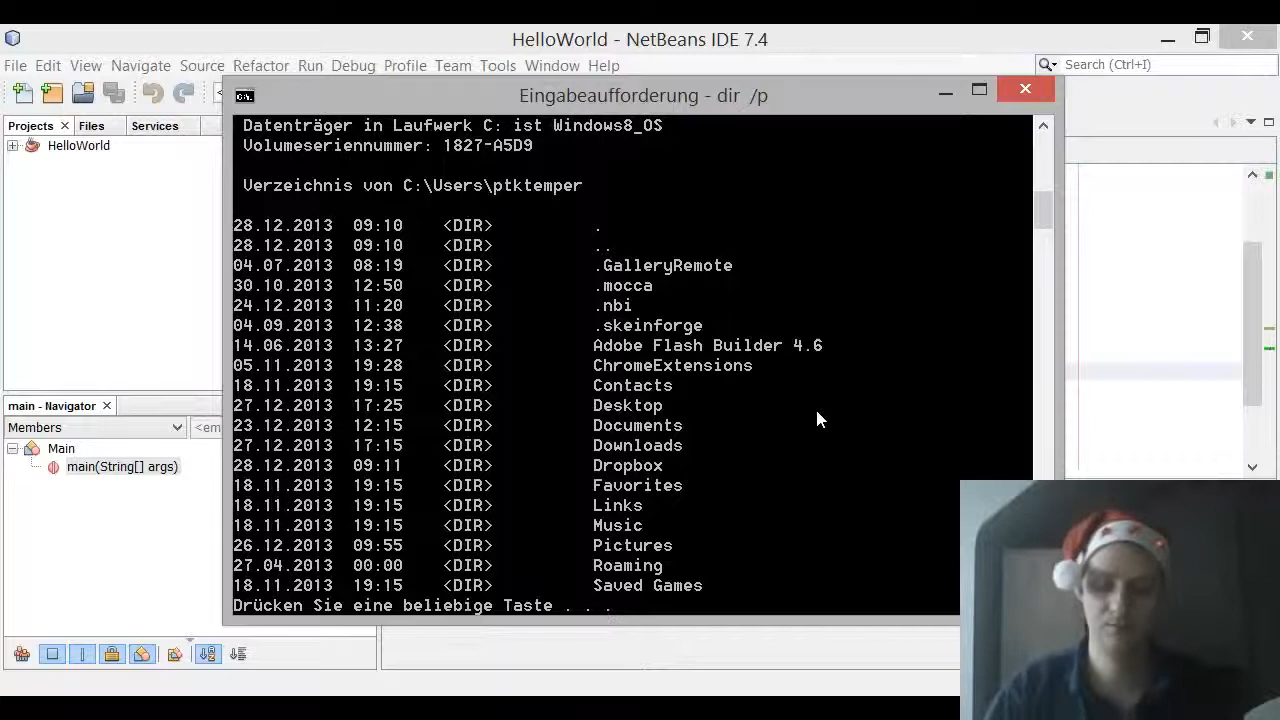 HelloWorld - NetBeans IDE 7.4
File Edit View Navigate Source Refactor Run Debug Profile Team Tools Window Help
Search (Ctrl+I)
Eingabeaufforderung - dir /p
Projects Files Services
HelloWorld
Datenträger in Laufwerk C: ist Windows8_OS
Volumeseriennummer: 1827-A5D9
Verzeichnis von C:\Users\ptktemper
28.12.2013 09:10 <DIR> .
28.12.2013 09:10 <DIR> ..
04.07.2013 08:19 <DIR> .GalleryRemote
30.10.2013 12:50 <DIR> .mocca
24.12.2013 11:20 <DIR> .nbi
04.09.2013 12:38 <DIR> .skeinforge
14.06.2013 13:27 <DIR> Adobe Flash Builder 4.6
05.11.2013 19:28 <DIR> ChromeExtensions
18.11.2013 19:15 <DIR> Contacts
27.12.2013 17:25 <DIR> Desktop
23.12.2013 12:15 <DIR> Documents
27.12.2013 17:15 <DIR> Downloads
28.12.2013 09:11 <DIR> Dropbox
18.11.2013 19:15 <DIR> Favorites
18.11.2013 19:15 <DIR> Links
18.11.2013 19:15 <DIR> Music
26.12.2013 09:55 <DIR> Pictures
27.04.2013 00:00 <DIR> Roaming
18.11.2013 19:15 <DIR> Saved Games
Drücken Sie eine beliebige Taste . . .
main - Navigator
Members
<em
Main
main(String[] args)